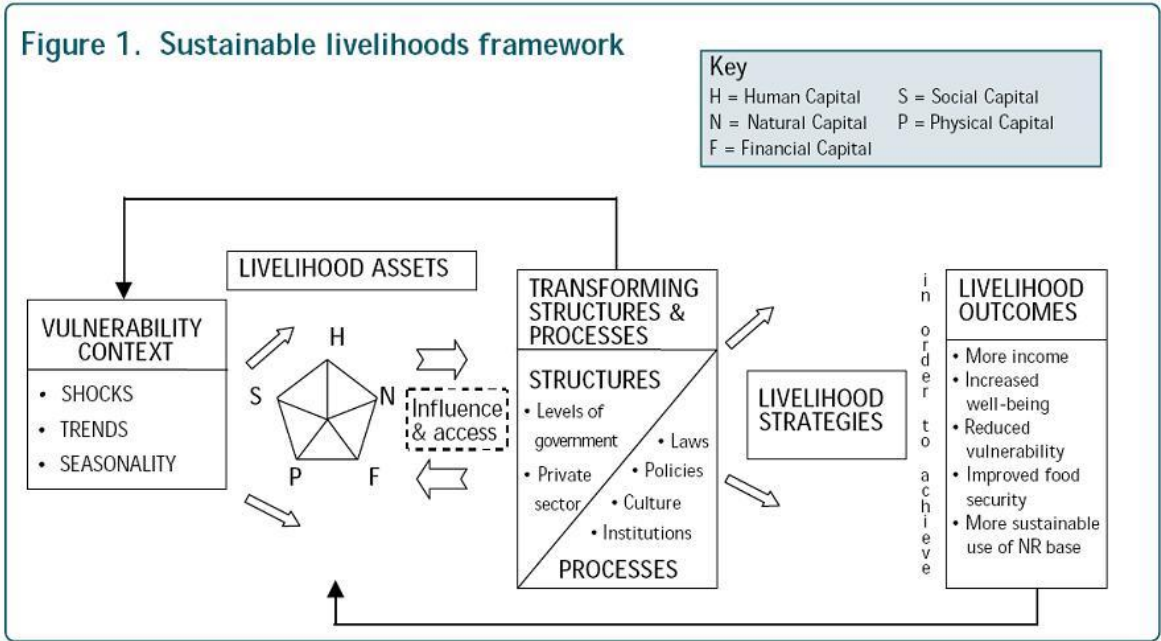 Figure 1. Sustainable livelihoods framework
Key
H = Human Capital S = Social Capital
N = Natural Capital P = Physical Capital
F = Financial Capital
VULNERABILITY
CONTEXT
• SHOCKS
• TRENDS
• SEASONALITY
LIVELIHOOD ASSETS
H
S
N
P
F
Influence
& access
TRANSFORMING
STRUCTURES &
PROCESSES
STRUCTURES
• Levels of
government
• Private
sector
• Laws
• Policies
• Culture
• Institutions
PROCESSES
LIVELIHOOD
STRATEGIES
in order to achieve
LIVELIHOOD
OUTCOMES
• More income
• Increased
well-being
• Reduced
vulnerability
• Improved food
security
• More sustainable
use of NR base